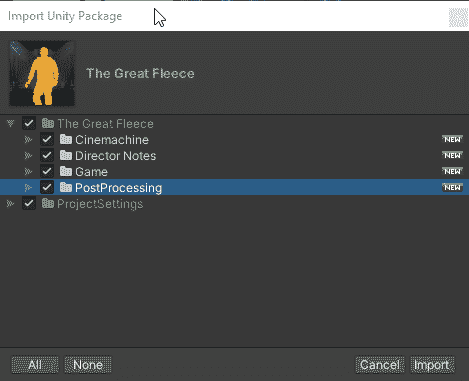 Import Unity Package
The Great Fleece
The Great Fleece
Cinemachine NEW
Director Notes NEW
Game NEW
PostProcessing NEW
ProjectSettings
All None Cancel Import